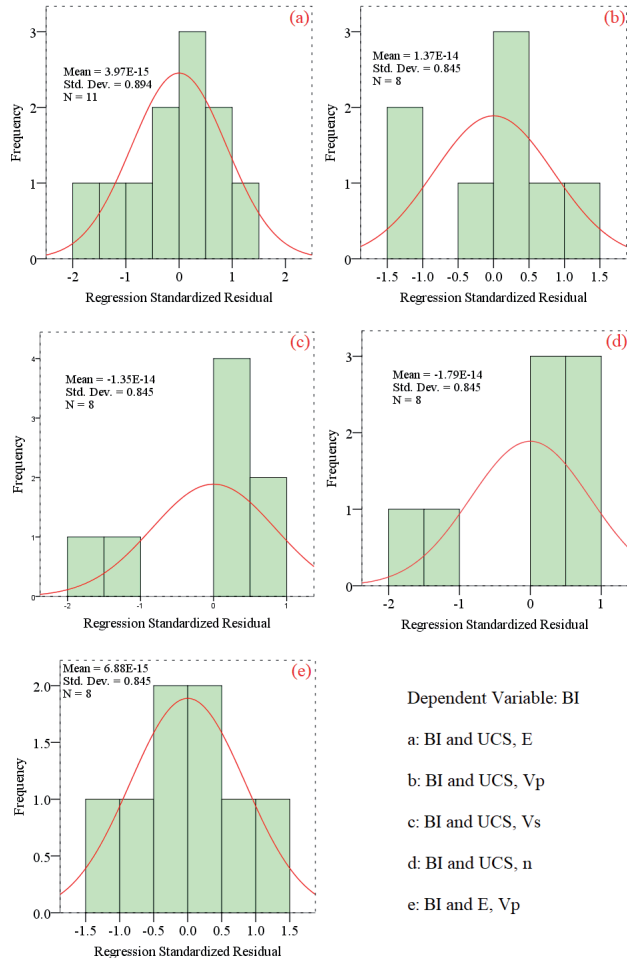 (a)
Mean = 3.97E-15
Std. Dev. = 0.894
N = 11
Frequency
3
2
1
0
-2 -1 0 1 2
Regression Standardized Residual
(b)
Mean = 1.37E-14
Std. Dev. = 0.845
N = 8
Frequency
3
2
1
0
-1.5 -1.0 -0.5 0.0 0.5 1.0 1.5
Regression Standardized Residual
(c)
Mean = -1.35E-14
Std. Dev. = 0.845
N = 8
Frequency
4
3
2
1
0
-2 -1 0 1
Regression Standardized Residual
(d)
Mean = -1.79E-14
Std. Dev. = 0.845
N = 8
Frequency
3
2
1
0
-2 -1 0 1
Regression Standardized Residual
(e)
Mean = 6.88E-15
Std. Dev. = 0.845
N = 8
Frequency
2.0
1.5
1.0
0.5
0.0
-1.5 -1.0 -0.5 0.0 0.5 1.0 1.5
Regression Standardized Residual
Dependent Variable: BI
a: BI and UCS, E
b: BI and UCS, Vp
c: BI and UCS, Vs
d: BI and UCS, n
e: BI and E, Vp